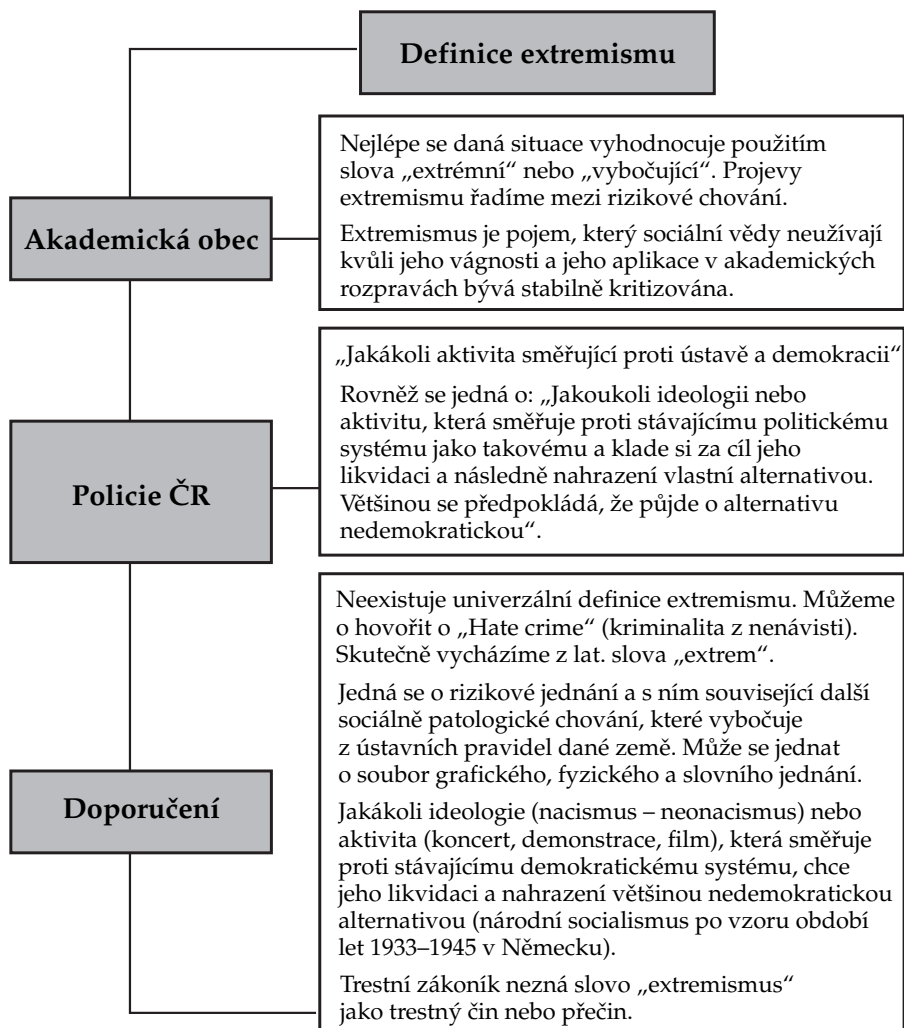 Definice extremismu
Akademická obec
Nejlépe se daná situace vyhodnocuje použitím
slova „extrémní“ nebo „vybočující“. Projevy
extremismu řadíme mezi rizikové chování.
Extremismus je pojem, který sociální vědy neužívají
kvůli jeho vágnosti a jeho aplikace v akademických
rozpravách bývá stabilně kritizována.
Policie ČR
„Jakákoli aktivita směřující proti ústavě a demokracii“
Rovněž se jedná o: „Jakoukoli ideologii nebo
aktivitu, která směřuje proti stávajícímu politickému
systému jako takovému a klade si za cíl jeho
likvidaci a následně nahrazení vlastní alternativou.
Většinou se předpokládá, že půjde o alternativu
nedemokratickou“.
Doporučení
Neexistuje univerzální definice extremismu. Můžeme
o hovořit o „Hate crime“ (kriminalita z nenávisti).
Skutečně vycházíme z lat. slova „extrem“.
Jedná se o rizikové jednání a s ním související další
sociálně patologické chování, které vybočuje
z ústavních pravidel dané země. Může se jednat
o soubor grafického, fyzického a slovního jednání.
Jakákoli ideologie (nacismus – neonacismus) nebo
aktivita (koncert, demonstrace, film), která směřuje
proti stávajícímu demokratickému systému, chce
jeho likvidaci a nahrazení většinou nedemokratickou
alternativou (národní socialismus po vzoru období
let 1933–1945 v Německu).
Trestní zákoník nezná slovo „extremismus“
jako trestný čin nebo přečin.